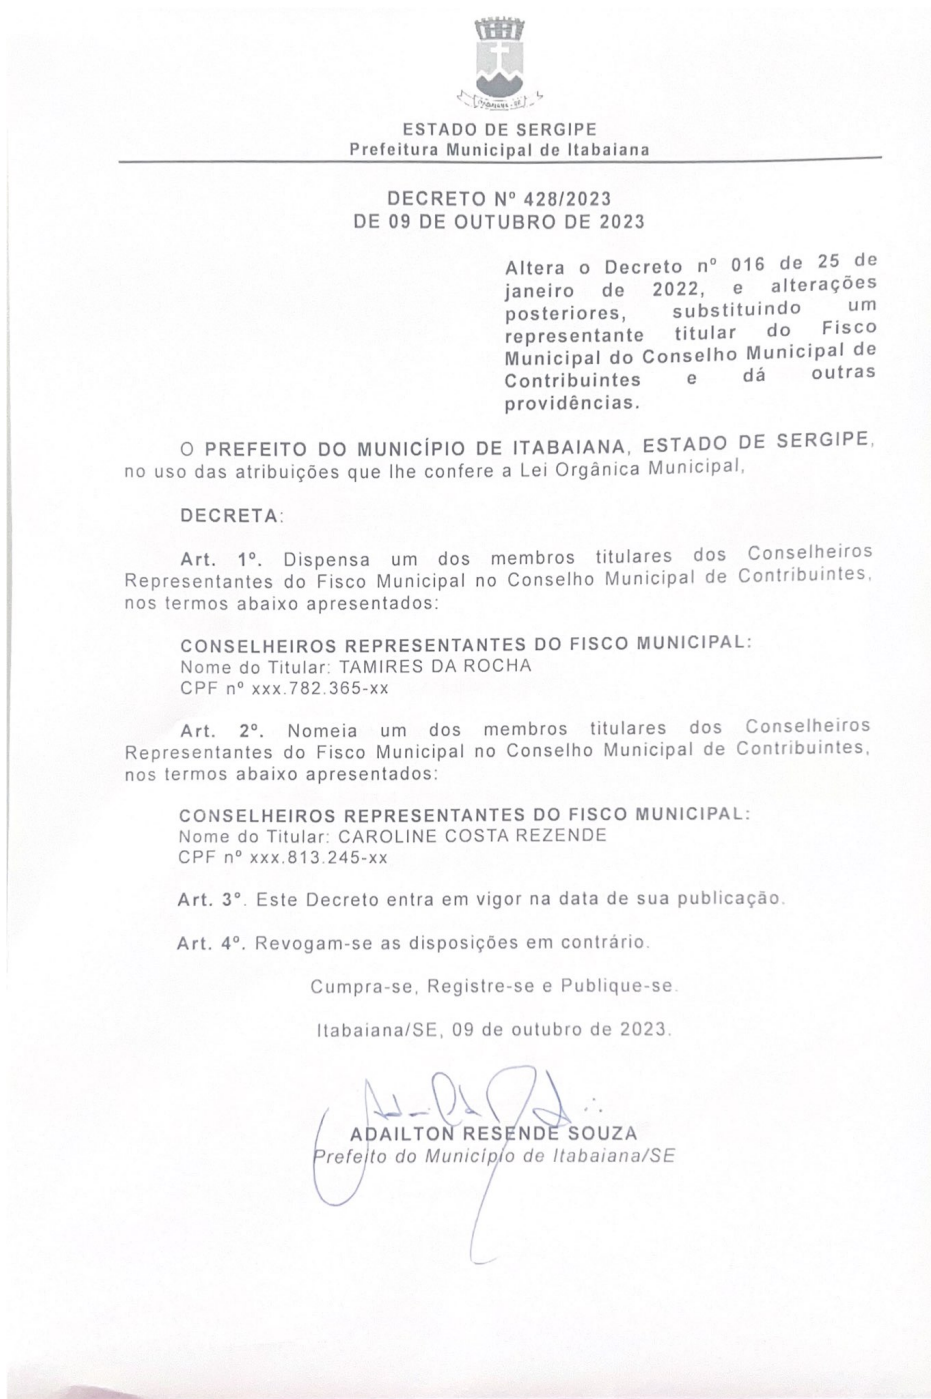 ITABAIANA - SE
ESTADO DE SERGIPE
Prefeitura Municipal de Itabaiana
DECRETO Nº 428/2023
DE 09 DE OUTUBRO DE 2023
Altera o Decreto nº 016 de 25 de
janeiro de 2022, e alterações
posteriores, substituindo um
representante titular do Fisco
Municipal do Conselho Municipal de
Contribuintes e dá outras
providências.
O PREFEITO DO MUNICÍPIO DE ITABAIANA, ESTADO DE SERGIPE,
no uso das atribuições que lhe confere a Lei Orgânica Municipal,
DECRETA:
Art. 1º. Dispensa um dos membros titulares dos Conselheiros
Representantes do Fisco Municipal no Conselho Municipal de Contribuintes,
nos termos abaixo apresentados:
CONSELHEIROS REPRESENTANTES DO FISCO MUNICIPAL:
Nome do Titular: TAMIRES DA ROCHA
CPF nº xxx.782.365-xx
Art. 2º. Nomeia um dos membros titulares dos Conselheiros
Representantes do Fisco Municipal no Conselho Municipal de Contribuintes,
nos termos abaixo apresentados:
CONSELHEIROS REPRESENTANTES DO FISCO MUNICIPAL:
Nome do Titular: CAROLINE COSTA REZENDE
CPF nº xxx.813.245-xx
Art. 3º. Este Decreto entra em vigor na data de sua publicação.
Art. 4º. Revogam-se as disposições em contrário.
Cumpra-se, Registre-se e Publique-se.
Itabaiana/SE, 09 de outubro de 2023.
ADAILTON RESENDE SOUZA
Prefeito do Município de Itabaiana/SE